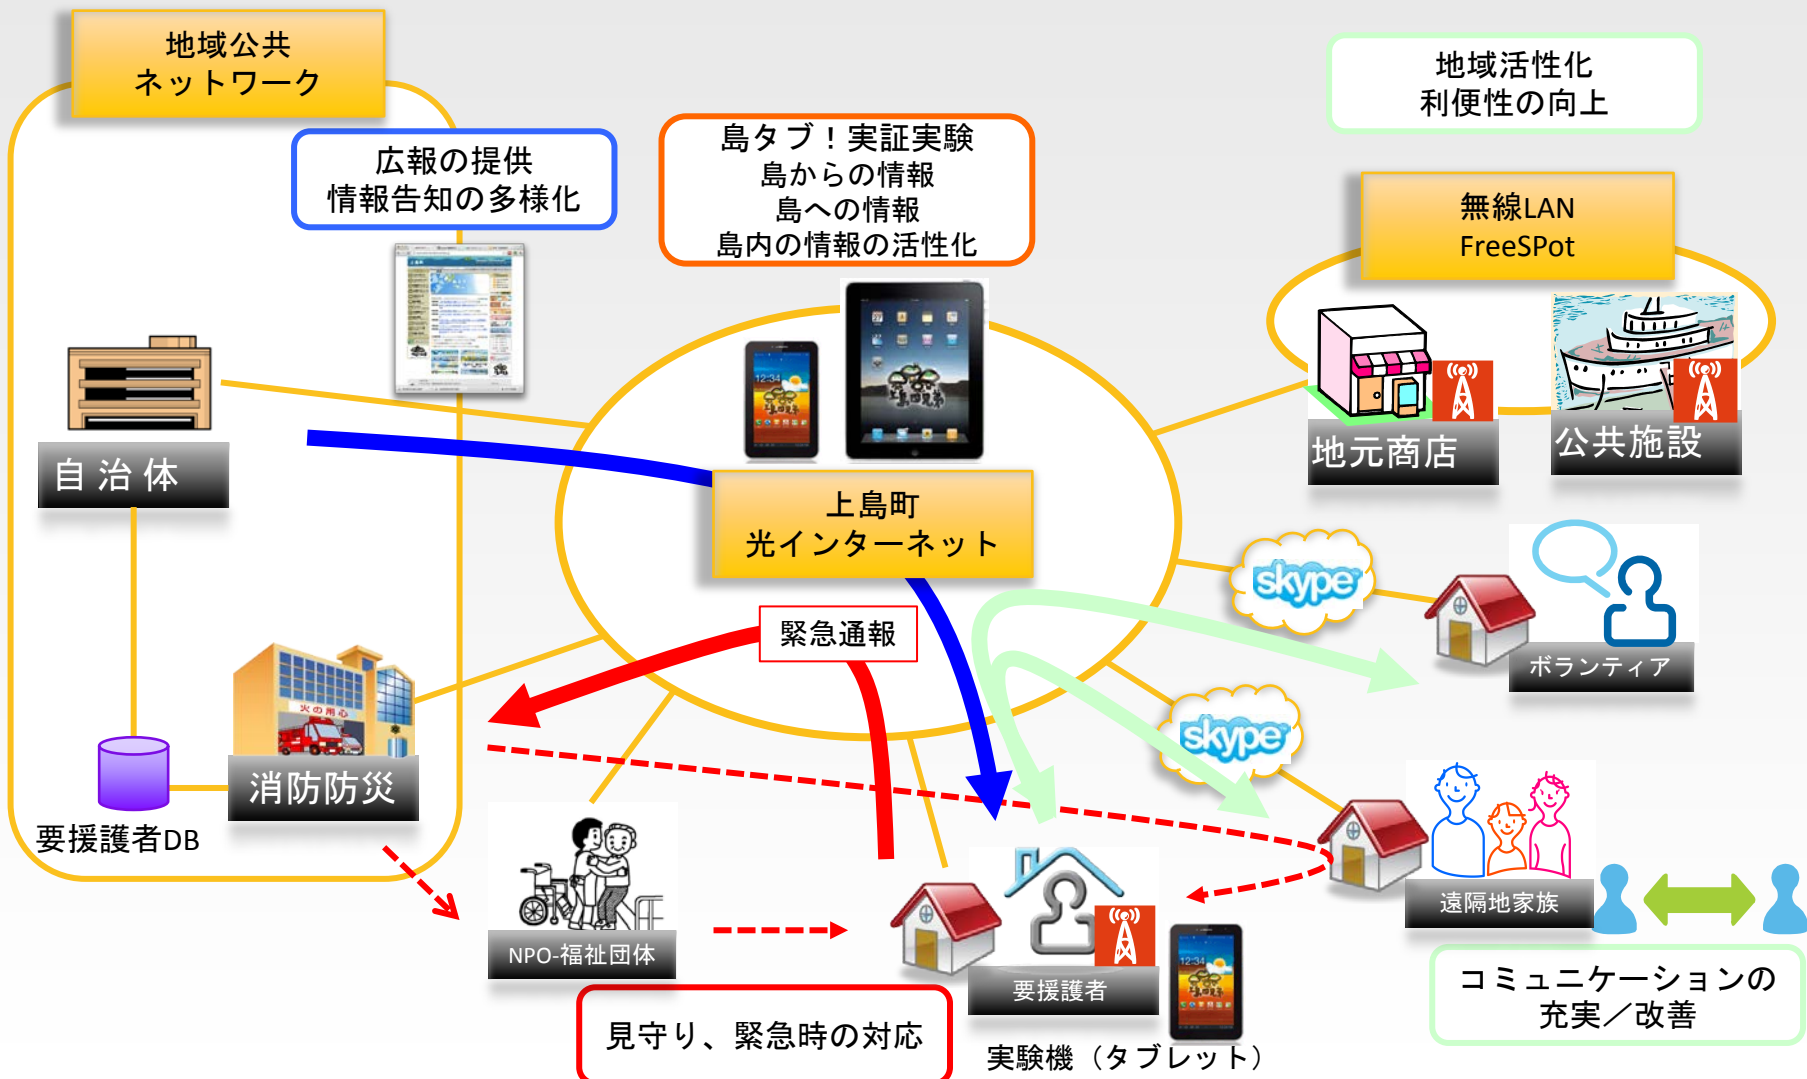 地域公共
ネットワーク
広報の提供
情報告知の多様化
島タブ！実証実験
島からの情報
島への情報
島内の情報の活性化
地域活性化
利便性の向上
無線LAN
FreeSPot
自治体
12:34
上島町
光インターネット
地元商店
公共施設
skype
ボランティア
緊急通報
火の用心
消防防災
要援護者DB
skype
遠隔地家族
NPO-福祉団体
要援護者
12:34
見守り、緊急時の対応
実験機（タブレット）
コミュニケーションの
充実／改善